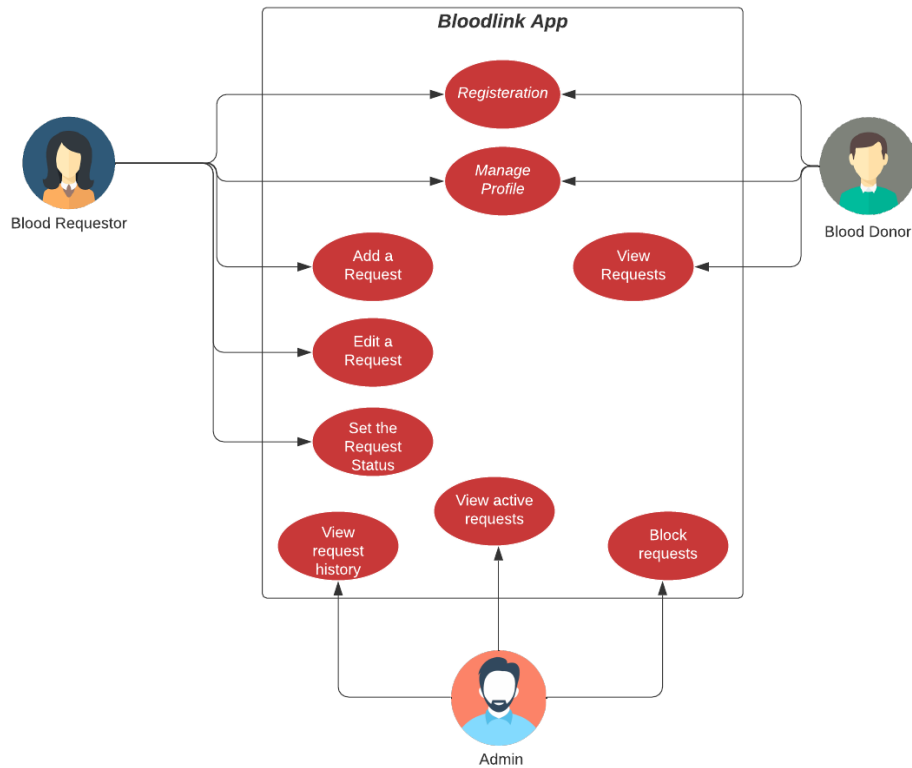 Bloodlink App
Registeration
Manage
Profile
Blood Requestor
Blood Donor
Add a
Request
View
Requests
Edit a
Request
Set the
Request
Status
View active
requests
View
request
history
Block
requests
Admin